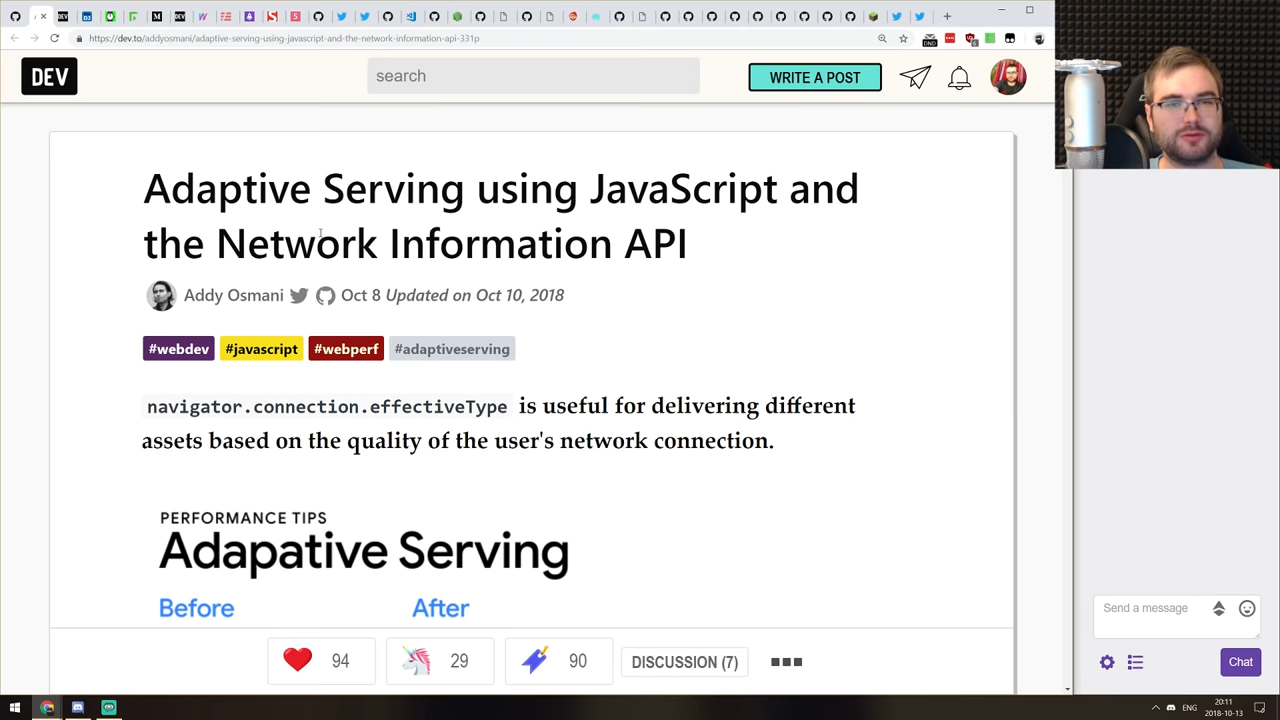 https://dev.to/addyosmani/adaptive-serving-using-javascript-and-the-network-information-api-331p
DEV
search
WRITE A POST
Adaptive Serving using JavaScript and
the Network Information API
Addy Osmani Oct 8 Updated on Oct 10, 2018
#webdev #javascript #webperf #adaptiveserving
navigator.connection.effectiveType is useful for delivering different
assets based on the quality of the user's network connection.
PERFORMANCE TIPS
Adapative Serving
Before After
94 29 90 DISCUSSION (7)
Send a message
Chat
ENG
20:11
2018-10-13